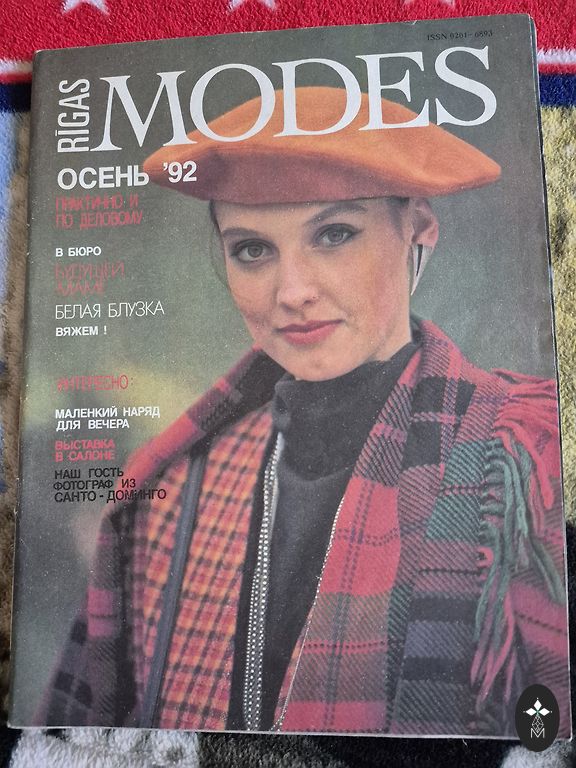 ISSN 0261-6893
RĪGAS
MODES
ОСЕНЬ '92
ПРАКТИЧНО И
ПО ДЕЛОВОМУ
В БЮРО
БУДУЩЕЙ
МАМЕ
БЕЛАЯ БЛУЗКА
ВЯЖЕМ !
ИНТЕРЕСНО:
МАЛЕНКИЙ НАРЯД
ДЛЯ ВЕЧЕРА
ВЫСТАВКА
В САЛОНЕ
НАШ ГОСТЬ
ФОТОГРАФ ИЗ
САНТО-ДОМИНГО